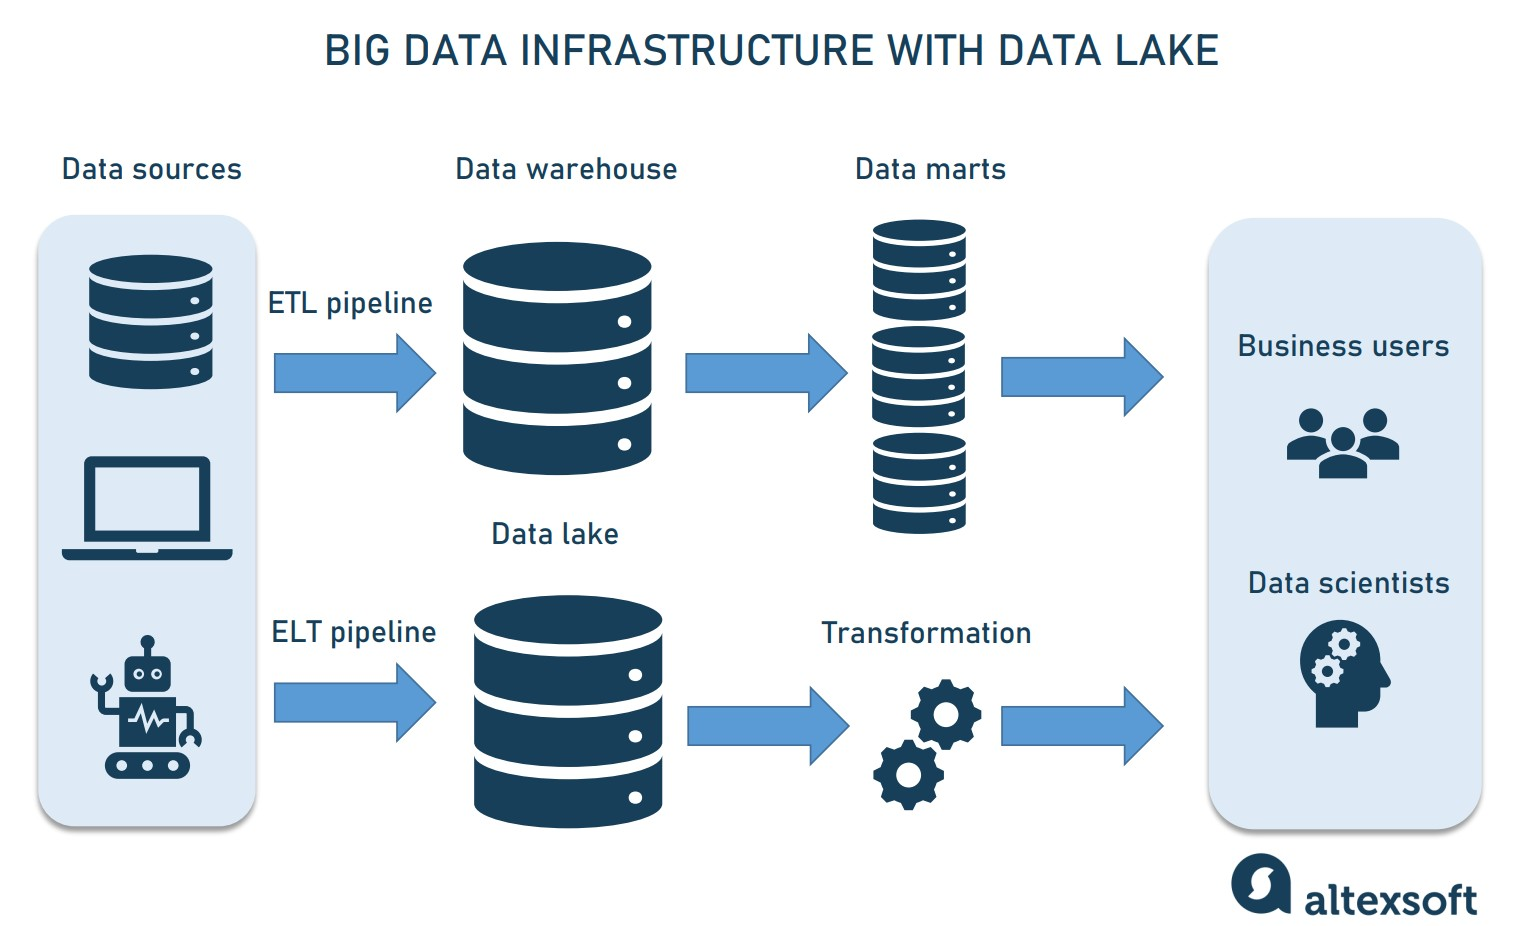 BIG DATA INFRASTRUCTURE WITH DATA LAKE
Data sources
Data warehouse
Data marts
ETL pipeline
Business users
Data lake
Data scientists
ELT pipeline
Transformation
altexsoft